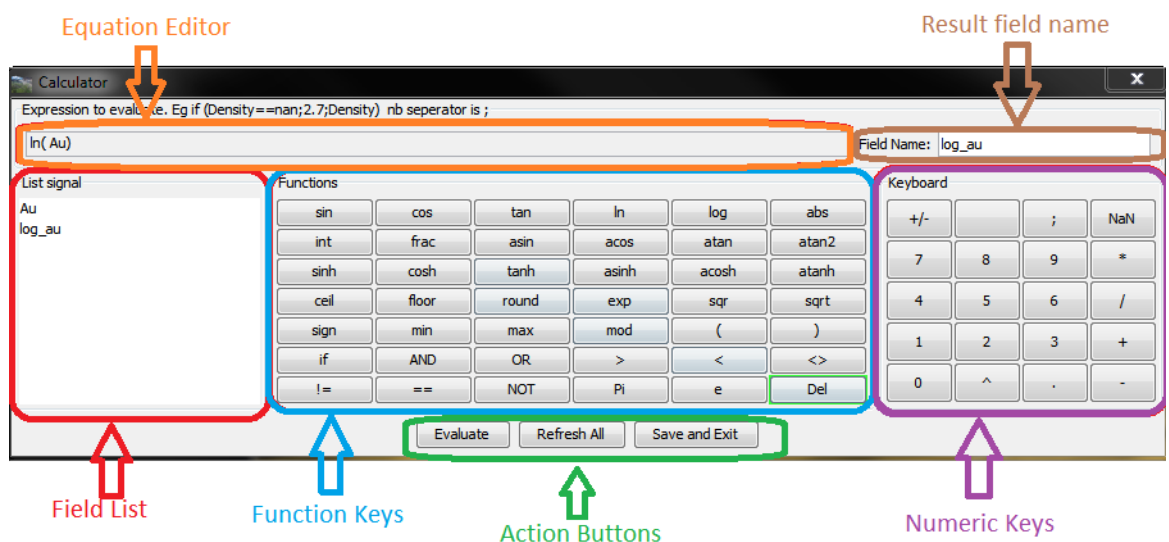 Equation Editor
Result field name
Calculator
x
Expression to evaluate. Eg if (Density==nan;2.7;Density)  nb seperator is ;
ln( Au)
Field Name: log_au
List signal
Au
log_au
Functions
sin cos tan ln log abs
int frac asin acos atan atan2
sinh cosh tanh asinh acosh atanh
ceil floor round exp sqr sqrt
sign min max mod ( )
if AND OR > < <>
!= == NOT Pi e Del
Keyboard
+/- ; NaN
7 8 9 *
4 5 6 /
1 2 3 +
0 ^ . -
Evaluate Refresh All Save and Exit
Field List
Function Keys
Action Buttons
Numeric Keys